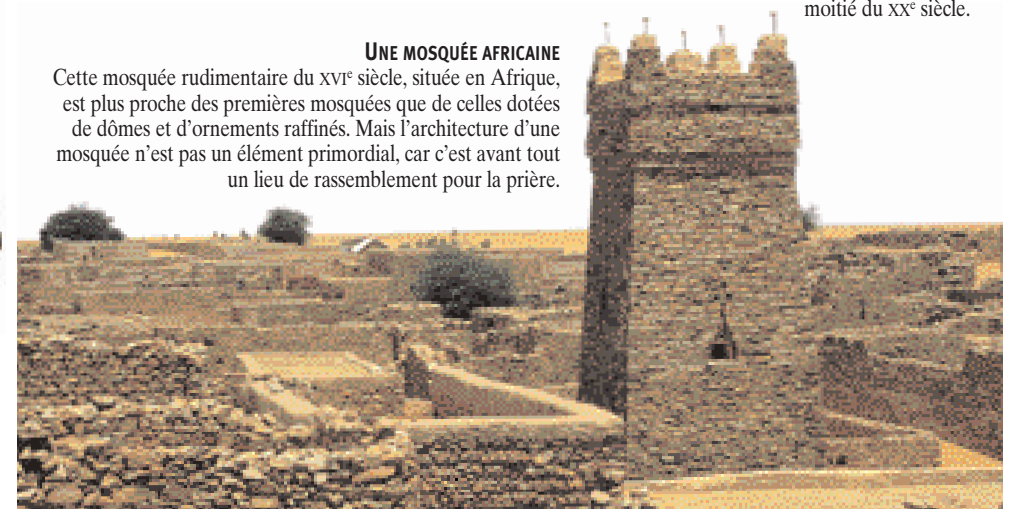 moitié du XXe siècle.
UNE MOSQUÉE AFRICAINE
Cette mosquée rudimentaire du XVIe siècle, située en Afrique,
est plus proche des premières mosquées que de celles dotées
de dômes et d'ornements raffinés. Mais l'architecture d'une
mosquée n'est pas un élément primordial, car c'est avant tout
un lieu de rassemblement pour la prière.